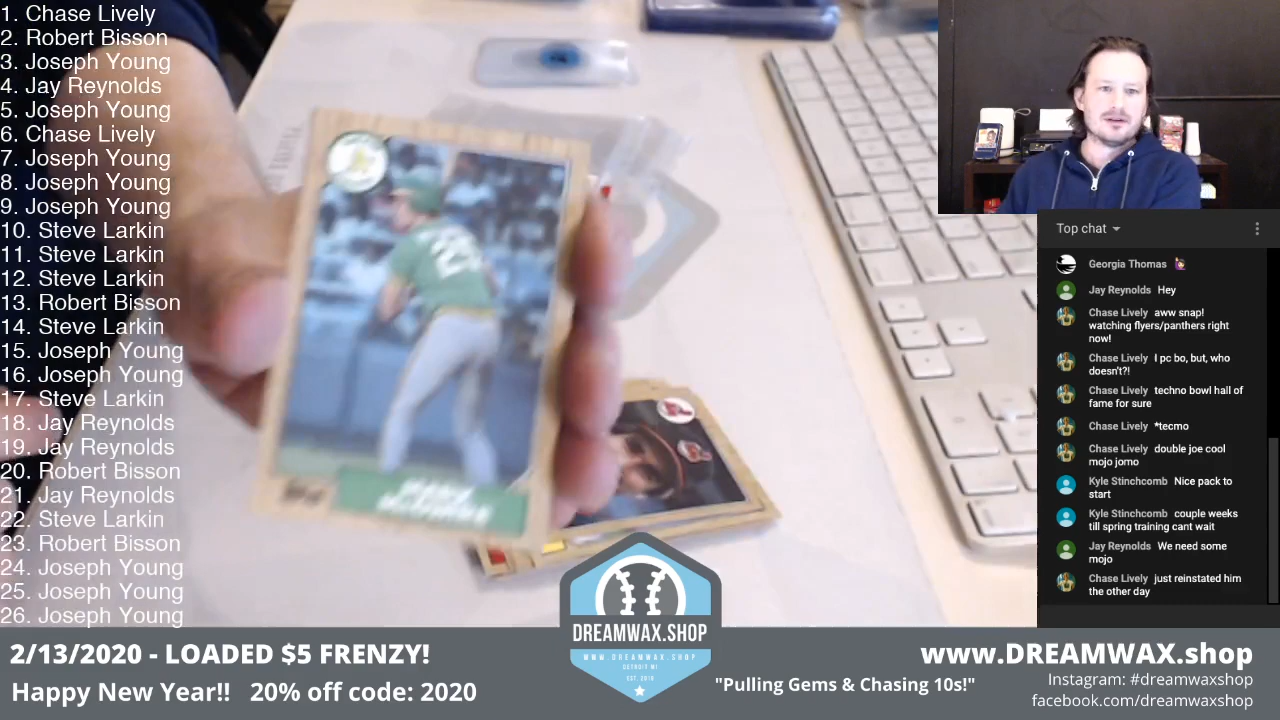 1. Chase Lively
2. Robert Bisson
3. Joseph Young
4. Jay Reynolds
5. Joseph Young
6. Chase Lively
7. Joseph Young
8. Joseph Young
9. Joseph Young
10. Steve Larkin
11. Steve Larkin
12. Steve Larkin
13. Robert Bisson
14. Steve Larkin
15. Joseph Young
16. Joseph Young
17. Steve Larkin
18. Jay Reynolds
19. Jay Reynolds
20. Robert Bisson
21. Jay Reynolds
22. Steve Larkin
23. Robert Bisson
24. Joseph Young
25. Joseph Young
26. Joseph Young
Top chat
Georgia Thomas
Jay Reynolds Hey
Chase Lively aww snap!
watching flyers/panthers right
now!
Chase Lively I pc bo, but, who
doesn't?!
Chase Lively techno bowl hall of
fame for sure
Chase Lively *tecmo
Chase Lively double joe cool
mojo jomo
Kyle Stinchcomb Nice pack to
start
Kyle Stinchcomb couple weeks
till spring training cant wait
Jay Reynolds We need some
mojo
Chase Lively just reinstated him
the other day
2/13/2020 - LOADED $5 FRENZY!
Happy New Year!! 20% off code: 2020
DREAMWAX.SHOP
WWW.DREAMWAX.SHOP
DETROIT MI
"Pulling Gems & Chasing 10s!"
www.DREAMWAX.shop
Instagram: #dreamwaxshop
facebook.com/dreamwaxshop